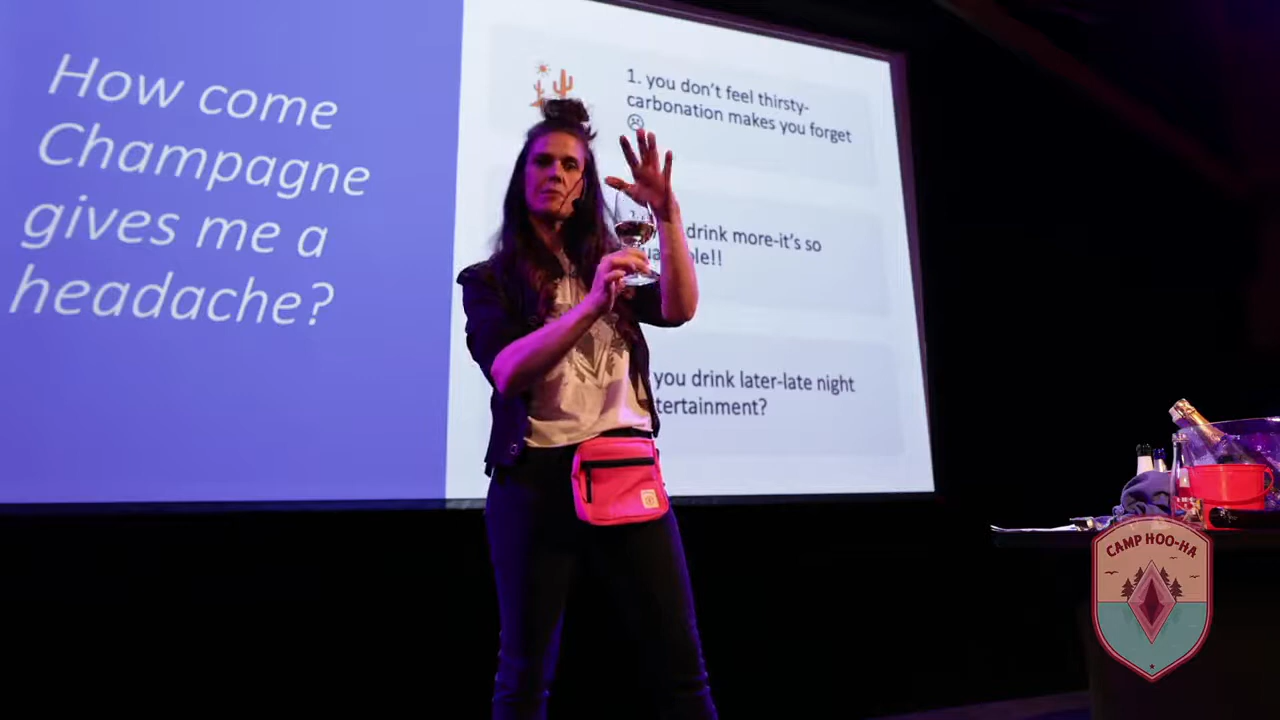 How come
Champagne
gives me a
headache?
1. you don't feel thirsty-
carbonation makes you forget
☹
drink more-it's so
!!
you drink later-late night
tertainment?
CAMP HOO-HA